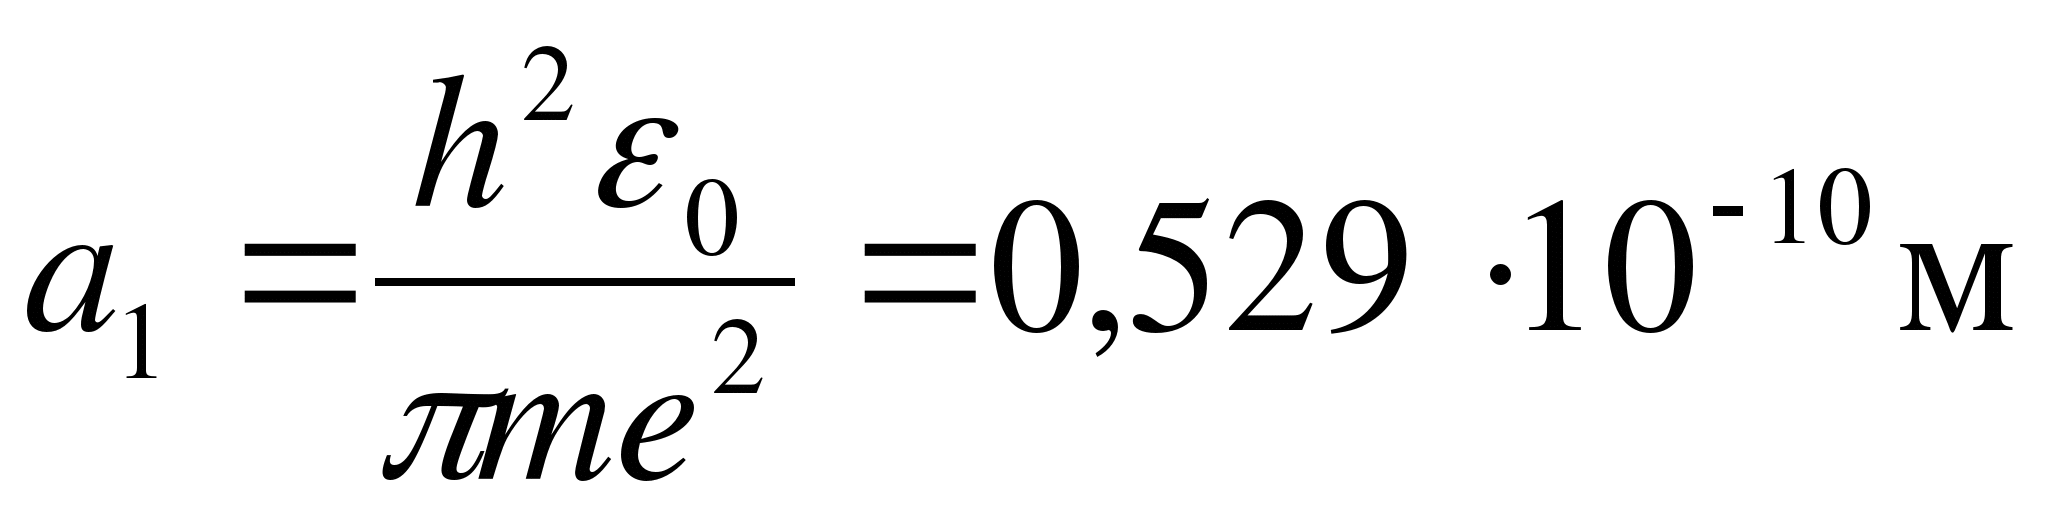 a₁ = h²ε₀ / πme² = 0,529 ·10⁻¹⁰ м